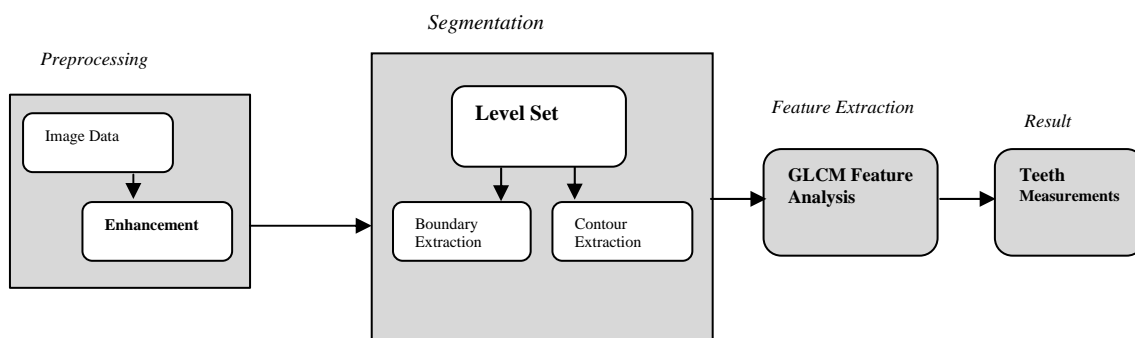 Segmentation
Preprocessing
Image Data
Enhancement
Level Set
Boundary
Extraction
Contour
Extraction
Feature Extraction
GLCM Feature
Analysis
Result
Teeth
Measurements